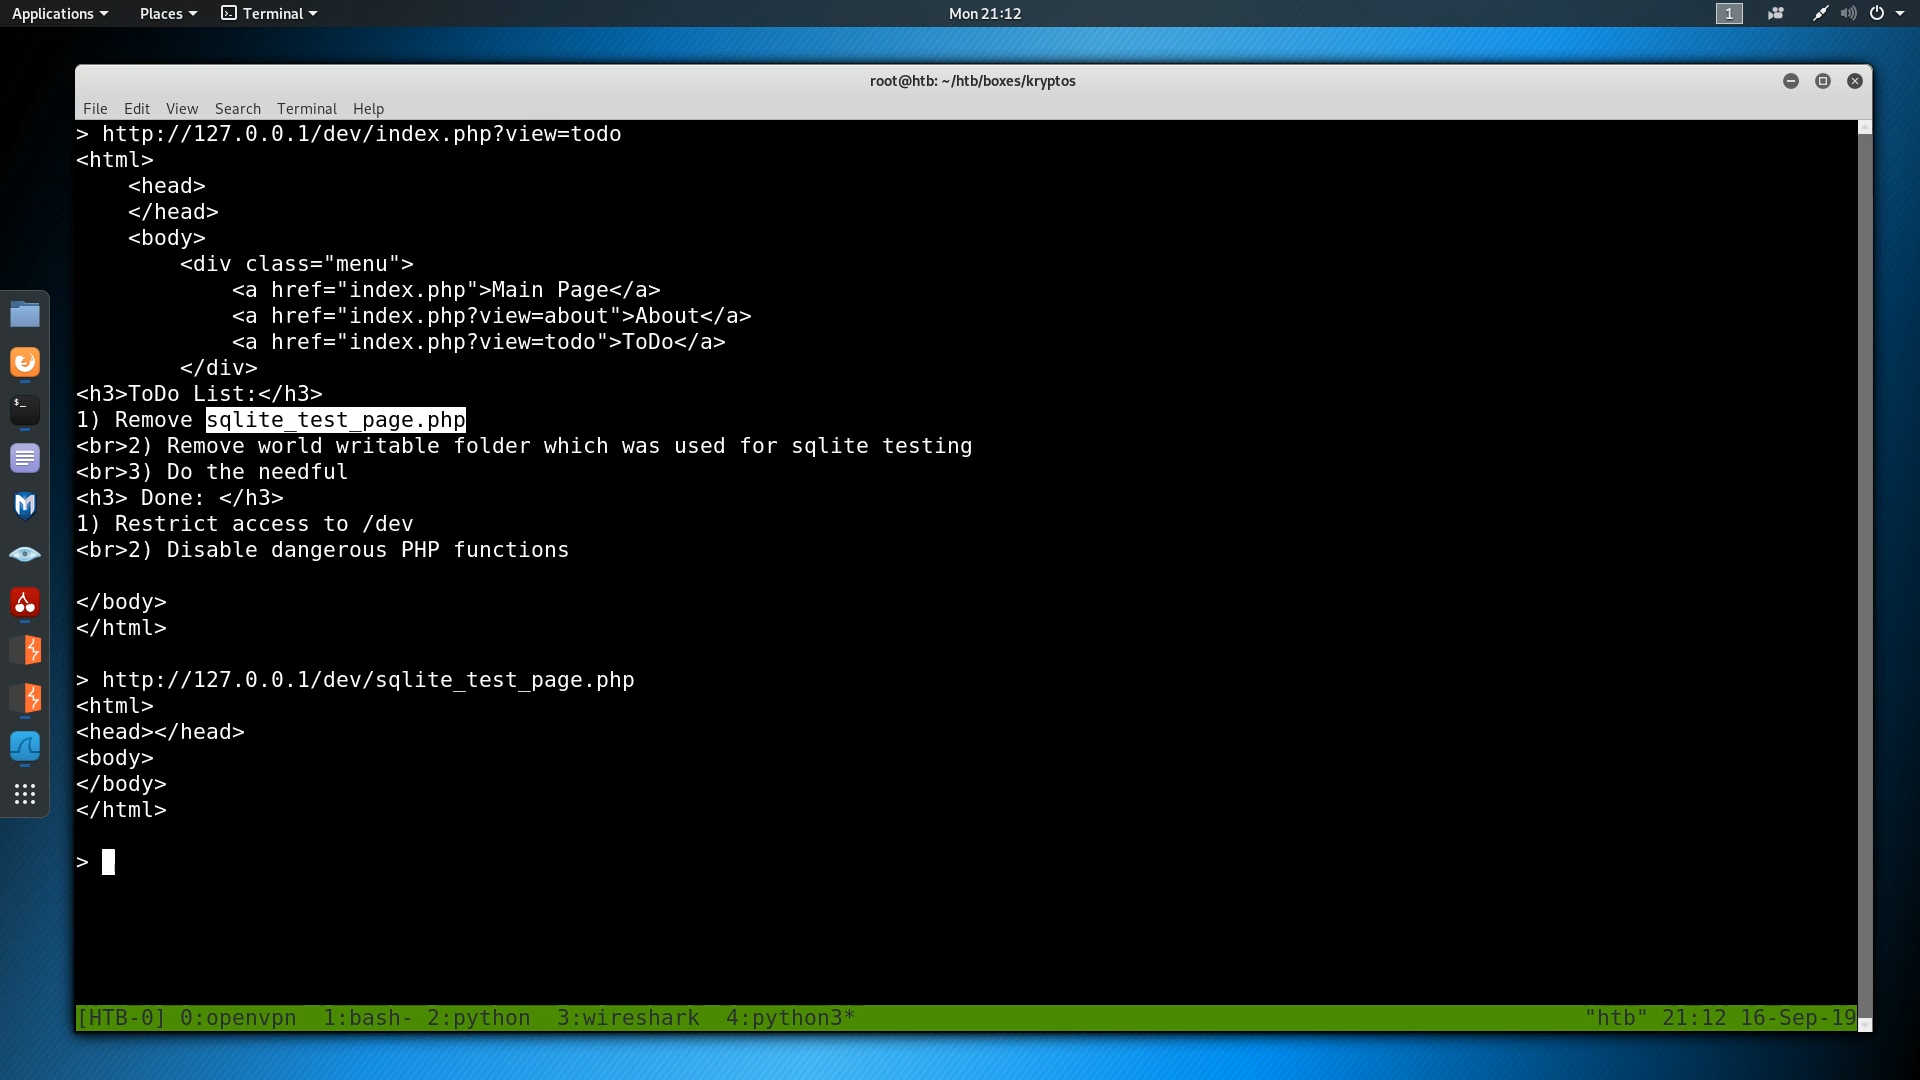 Applications Places Terminal Mon 21:12 1
root@htb: ~/htb/boxes/kryptos
File Edit View Search Terminal Help
> http://127.0.0.1/dev/index.php?view=todo
<html>
    <head>
    </head>
    <body>
        <div class="menu">
            <a href="index.php">Main Page</a>
            <a href="index.php?view=about">About</a>
            <a href="index.php?view=todo">ToDo</a>
        </div>
<h3>ToDo List:</h3>
1) Remove sqlite_test_page.php
<br>2) Remove world writable folder which was used for sqlite testing
<br>3) Do the needful
<h3> Done: </h3>
1) Restrict access to /dev
<br>2) Disable dangerous PHP functions
</body>
</html>
> http://127.0.0.1/dev/sqlite_test_page.php
<html>
<head></head>
<body>
</body>
</html>
>
[HTB-0] 0:openvpn  1:bash- 2:python  3:wireshark  4:python3* "htb" 21:12 16-Sep-19